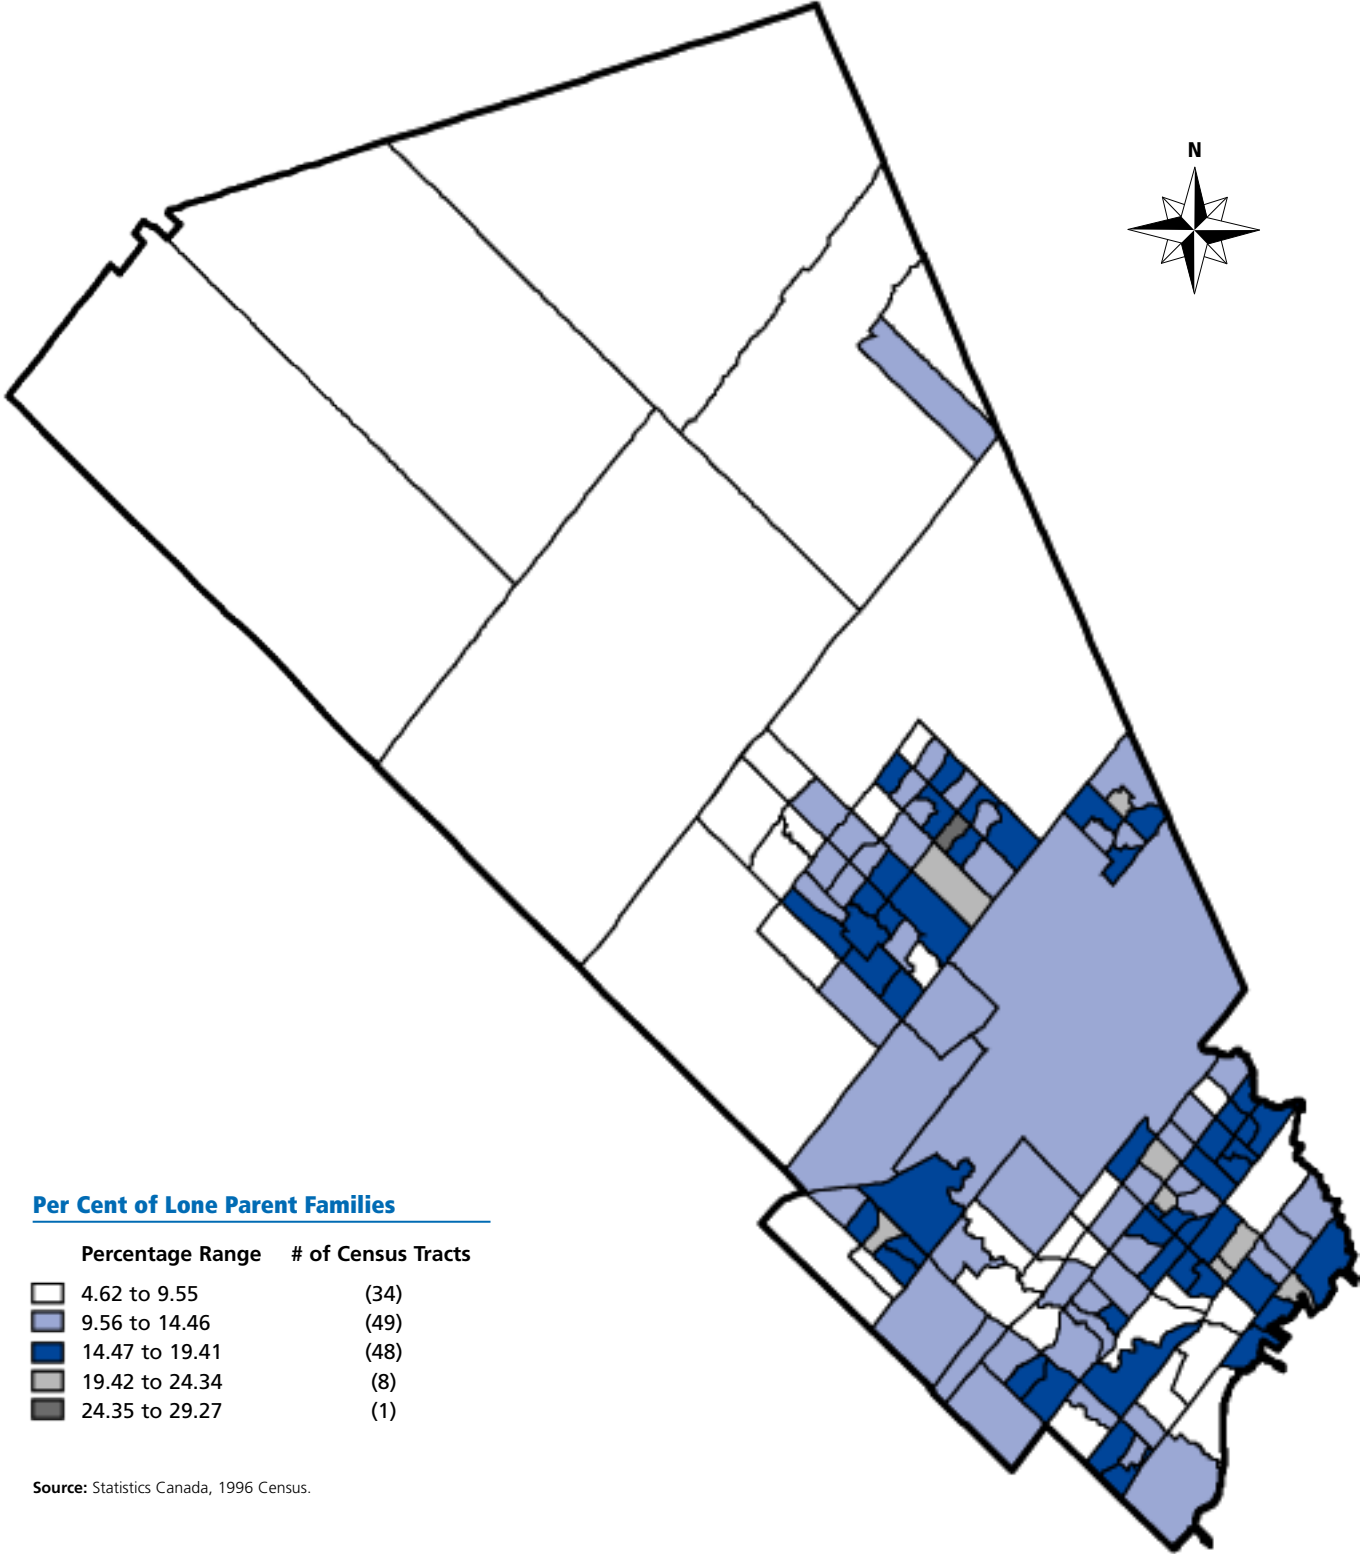 N
Per Cent of Lone Parent Families
Percentage Range # of Census Tracts
4.62 to 9.55 (34)
9.56 to 14.46 (49)
14.47 to 19.41 (48)
19.42 to 24.34 (8)
24.35 to 29.27 (1)
Source: Statistics Canada, 1996 Census.